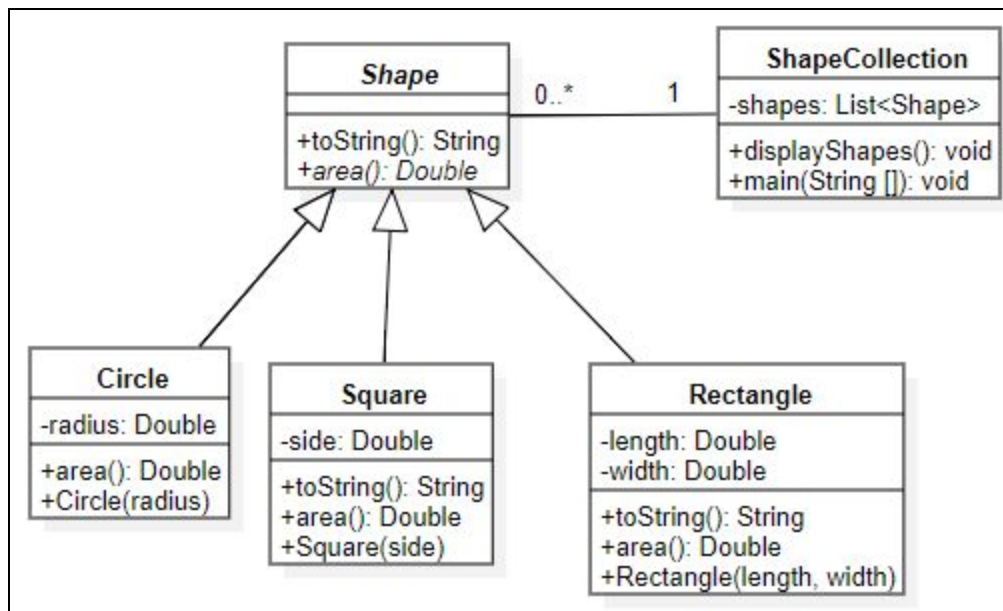 Shape
+toString(): String
+area(): Double
0..*
1
ShapeCollection
-shapes: List<Shape>
+displayShapes(): void
+main(String []): void
Circle
-radius: Double
+area(): Double
+Circle(radius)
Square
-side: Double
+toString(): String
+area(): Double
+Square(side)
Rectangle
-length: Double
-width: Double
+toString(): String
+area(): Double
+Rectangle(length, width)